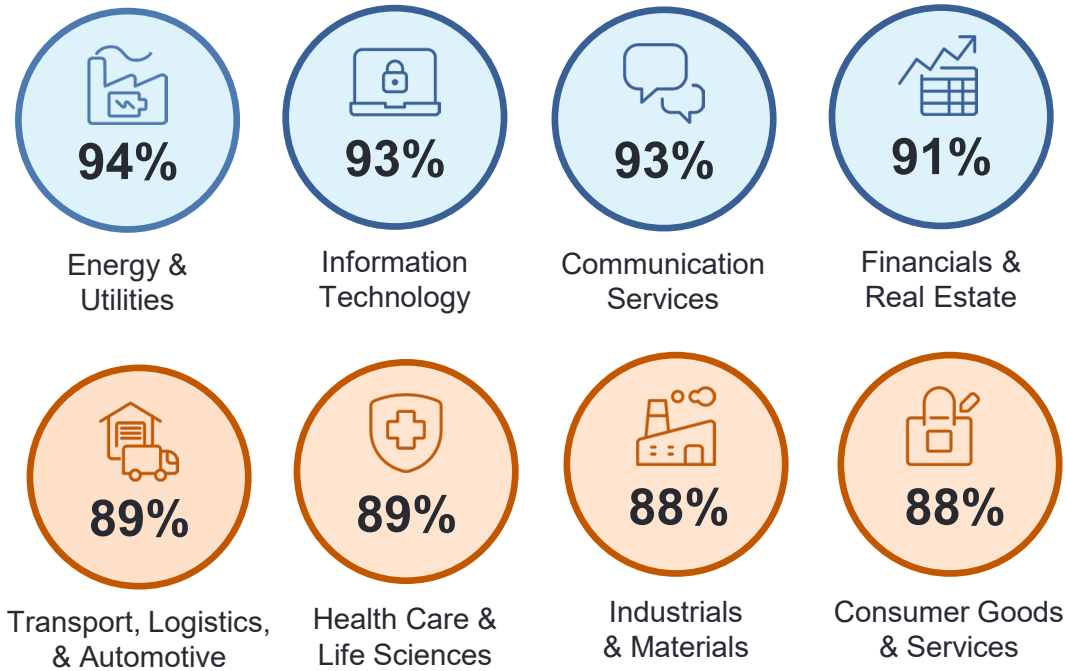 94%
Energy &
Utilities
93%
Information
Technology
93%
Communication
Services
91%
Financials &
Real Estate
89%
Transport, Logistics,
& Automotive
89%
Health Care &
Life Sciences
88%
Industrials
& Materials
88%
Consumer Goods
& Services